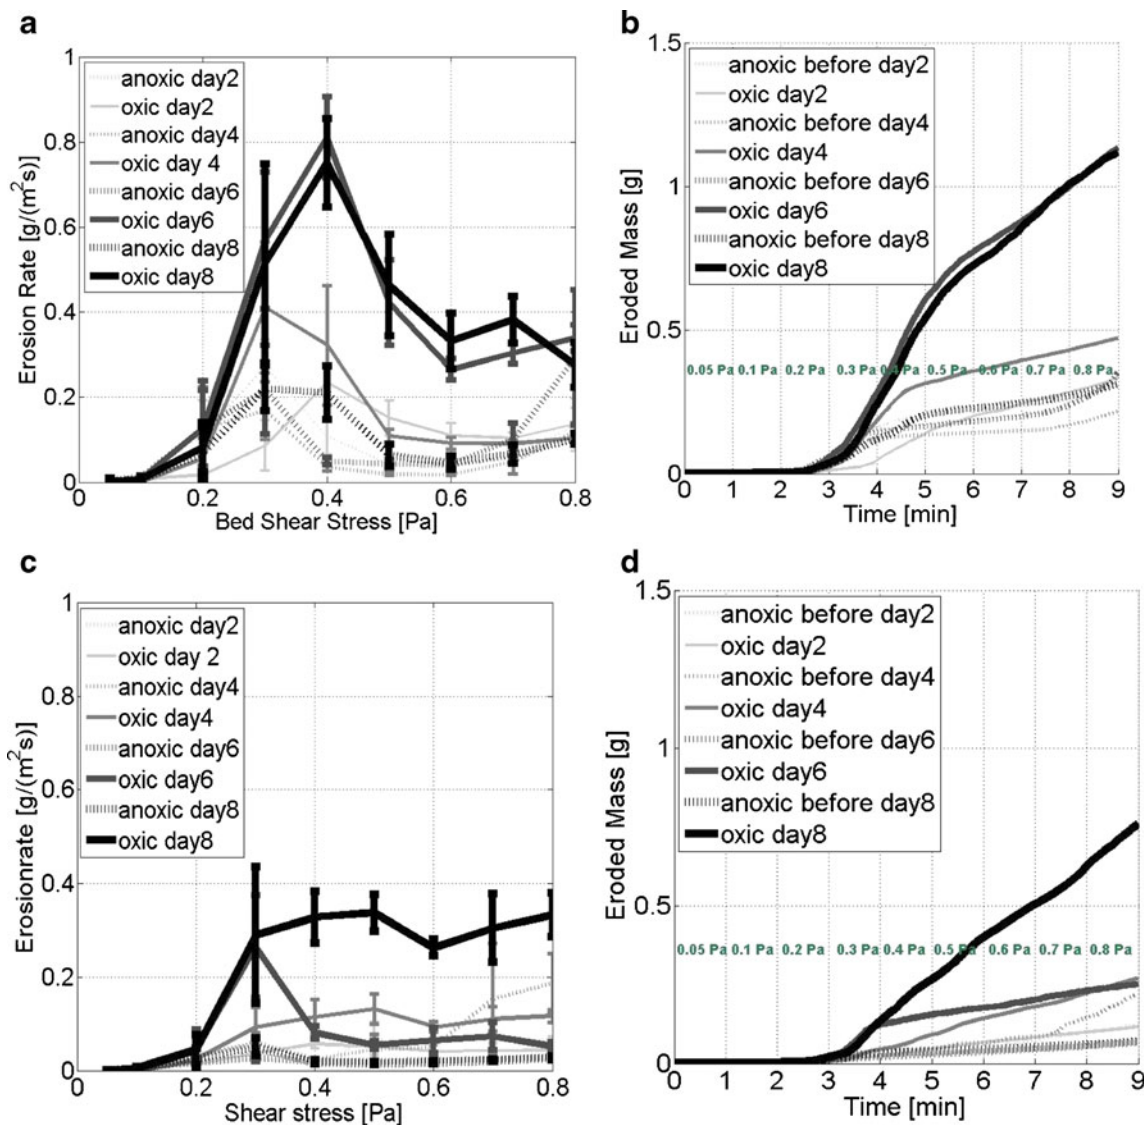 a
1
0.8
0.6
0.4
0.2
0
Erosion Rate [g/(m²s)]
anoxic day2
oxic day2
anoxic day4
oxic day 4
anoxic day6
oxic day6
anoxic day8
oxic day8
0 0.2 0.4 0.6 0.8
Bed Shear Stress [Pa]
b
1.5
1
0.5
0
Eroded Mass [g]
anoxic before day2
oxic day2
anoxic before day4
oxic day4
anoxic before day6
oxic day6
anoxic before day8
oxic day8
0.05 Pa 0.1 Pa 0.2 Pa 0.3 Pa 0.4 Pa 0.5 Pa 0.6 Pa 0.7 Pa 0.8 Pa
0 1 2 3 4 5 6 7 8 9
Time [min]
c
1
0.8
0.6
0.4
0.2
0
Erosionrate [g/(m²s)]
anoxic day2
oxic day 2
anoxic day4
oxic day4
anoxic day6
oxic day6
anoxic day8
oxic day8
0 0.2 0.4 0.6 0.8
Shear stress [Pa]
d
1.5
1
0.5
0
Eroded Mass [g]
anoxic before day2
oxic day2
anoxic before day4
oxic day4
anoxic before day6
oxic day6
anoxic before day8
oxic day8
0.05 Pa 0.1 Pa 0.2 Pa 0.3 Pa 0.4 Pa 0.5 Pa 0.6 Pa 0.7 Pa 0.8 Pa
0 1 2 3 4 5 6 7 8 9
Time [min]